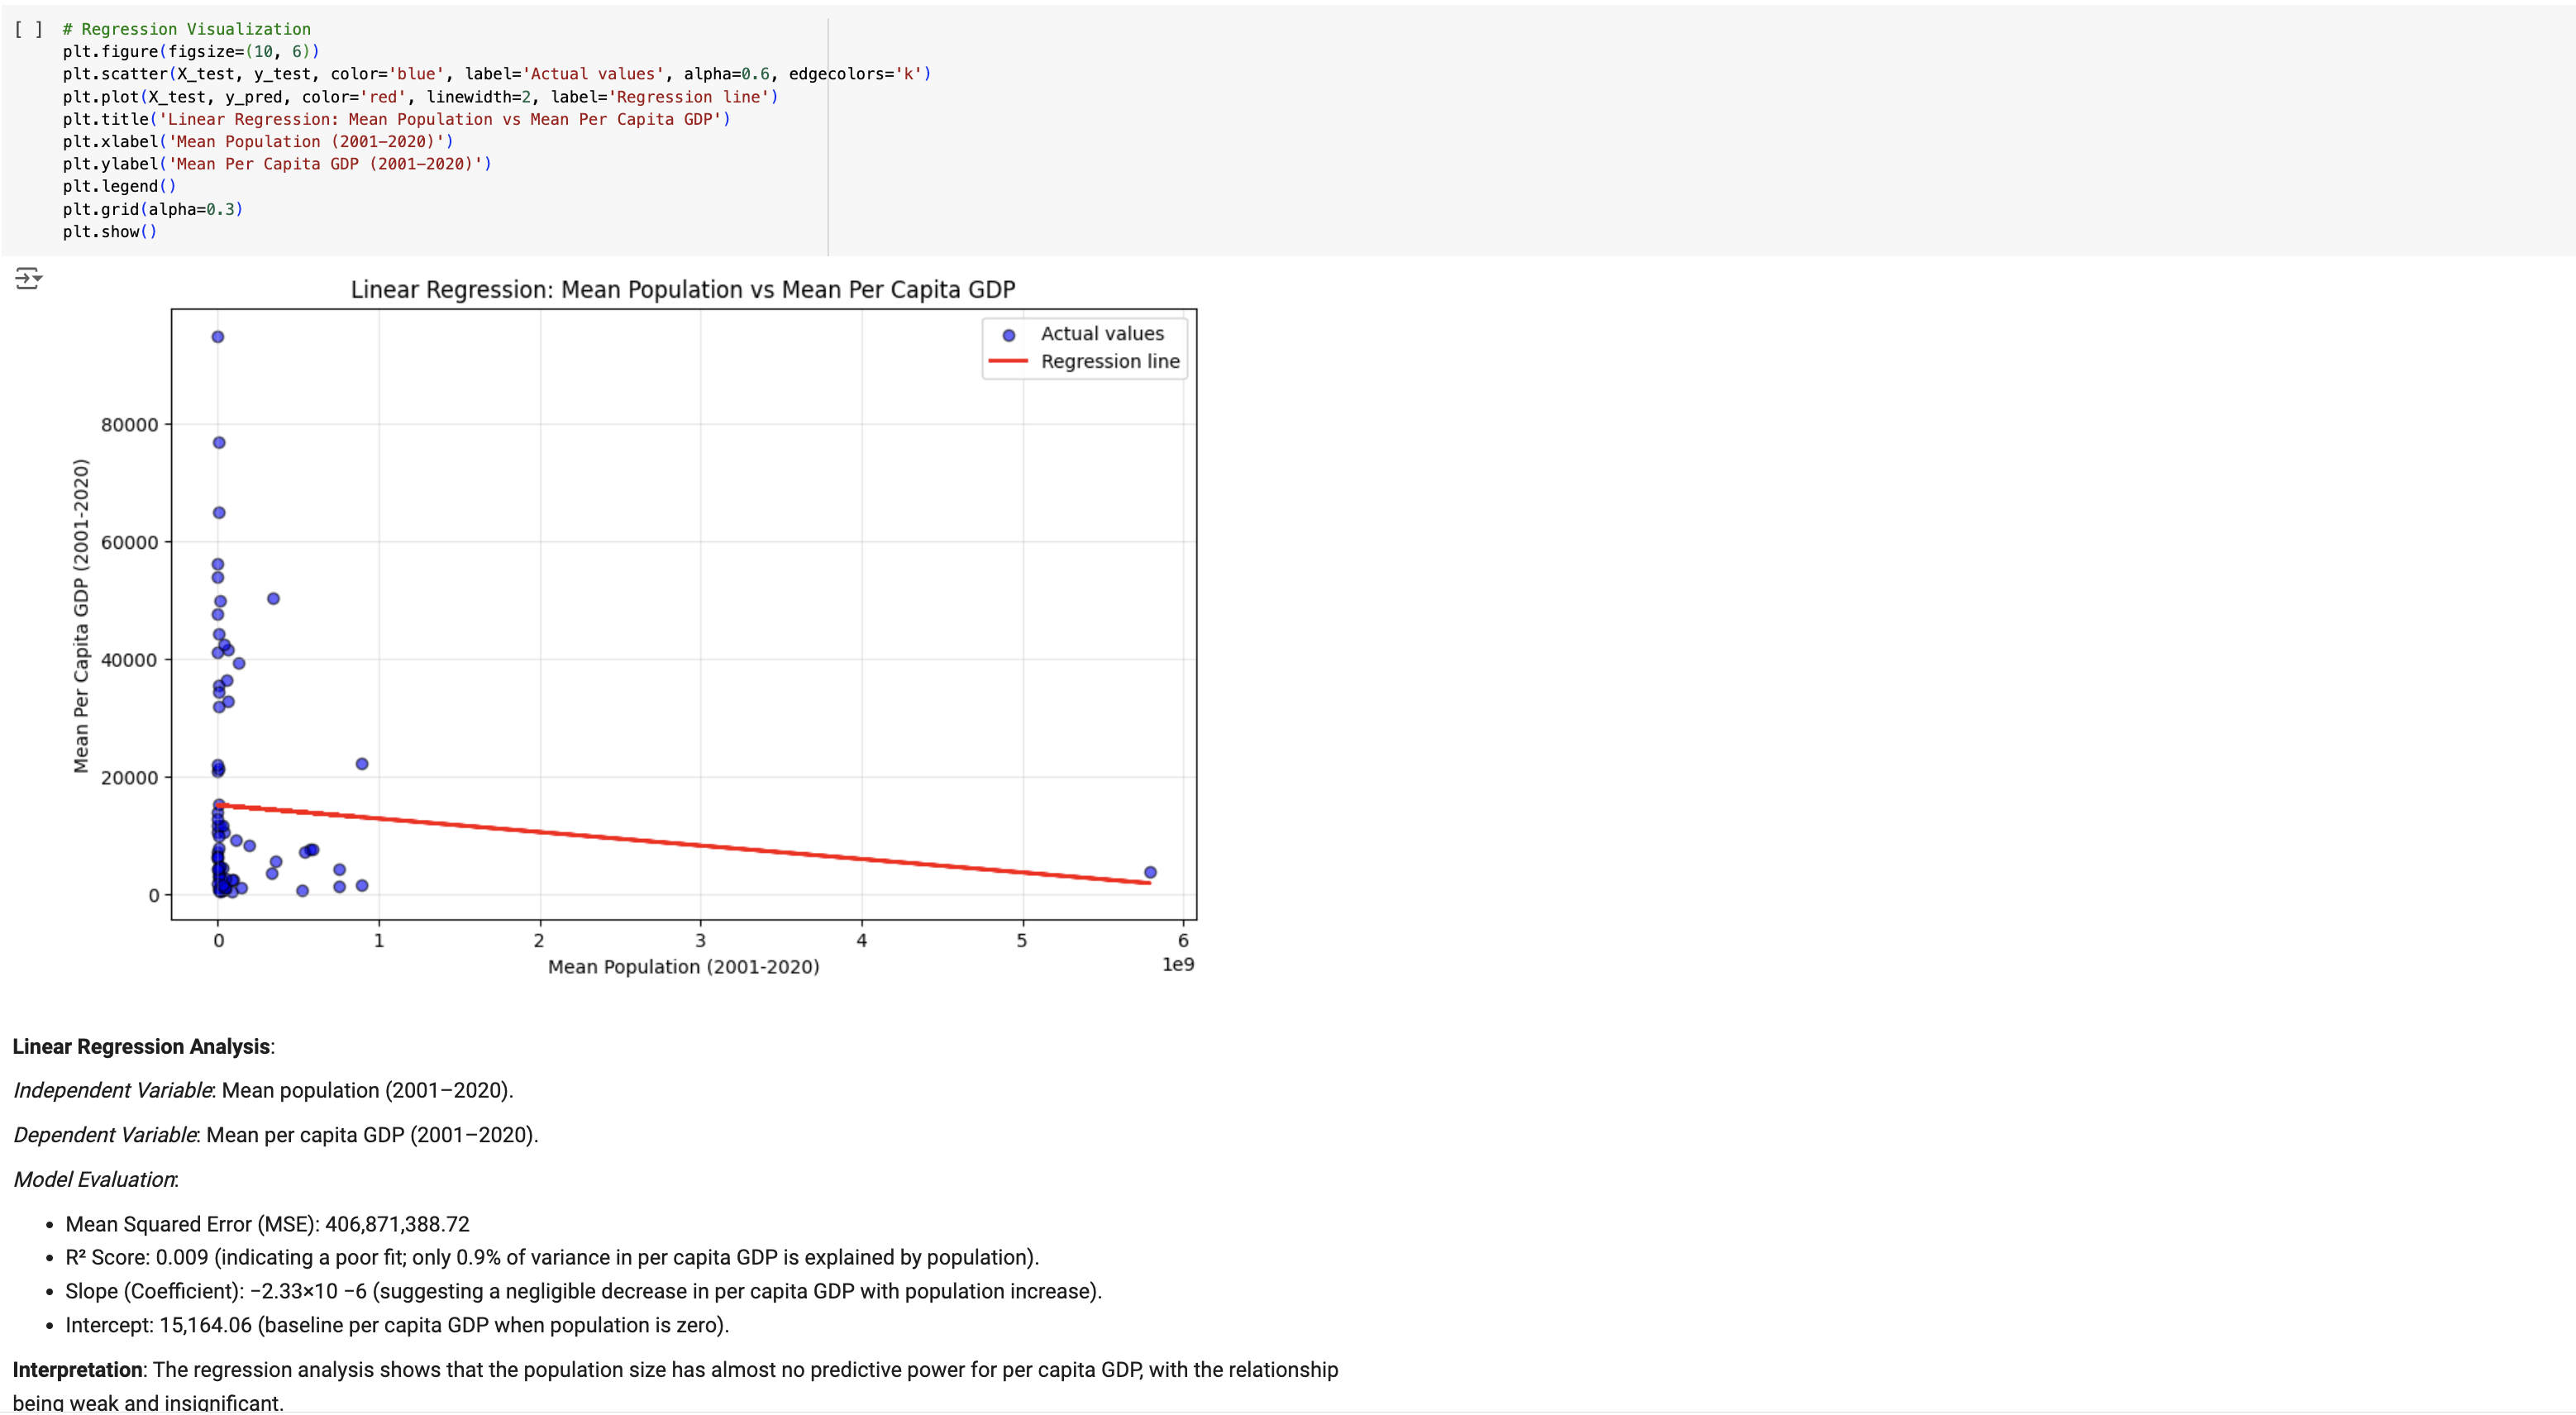 [ ] # Regression Visualization
plt.figure(figsize=(10, 6))
plt.scatter(X_test, y_test, color='blue', label='Actual values', alpha=0.6, edgecolors='k')
plt.plot(X_test, y_pred, color='red', linewidth=2, label='Regression line')
plt.title('Linear Regression: Mean Population vs Mean Per Capita GDP')
plt.xlabel('Mean Population (2001–2020)')
plt.ylabel('Mean Per Capita GDP (2001–2020)')
plt.legend()
plt.grid(alpha=0.3)
plt.show()
Linear Regression: Mean Population vs Mean Per Capita GDP
Actual values
Regression line
Mean Per Capita GDP (2001-2020)
80000
60000
40000
20000
0
0 1 2 3 4 5 6
1e9
Mean Population (2001-2020)
Linear Regression Analysis:
Independent Variable: Mean population (2001–2020).
Dependent Variable: Mean per capita GDP (2001–2020).
Model Evaluation:
• Mean Squared Error (MSE): 406,871,388.72
• R² Score: 0.009 (indicating a poor fit; only 0.9% of variance in per capita GDP is explained by population).
• Slope (Coefficient): −2.33×10 −6 (suggesting a negligible decrease in per capita GDP with population increase).
• Intercept: 15,164.06 (baseline per capita GDP when population is zero).
Interpretation: The regression analysis shows that the population size has almost no predictive power for per capita GDP, with the relationship
being weak and insignificant.